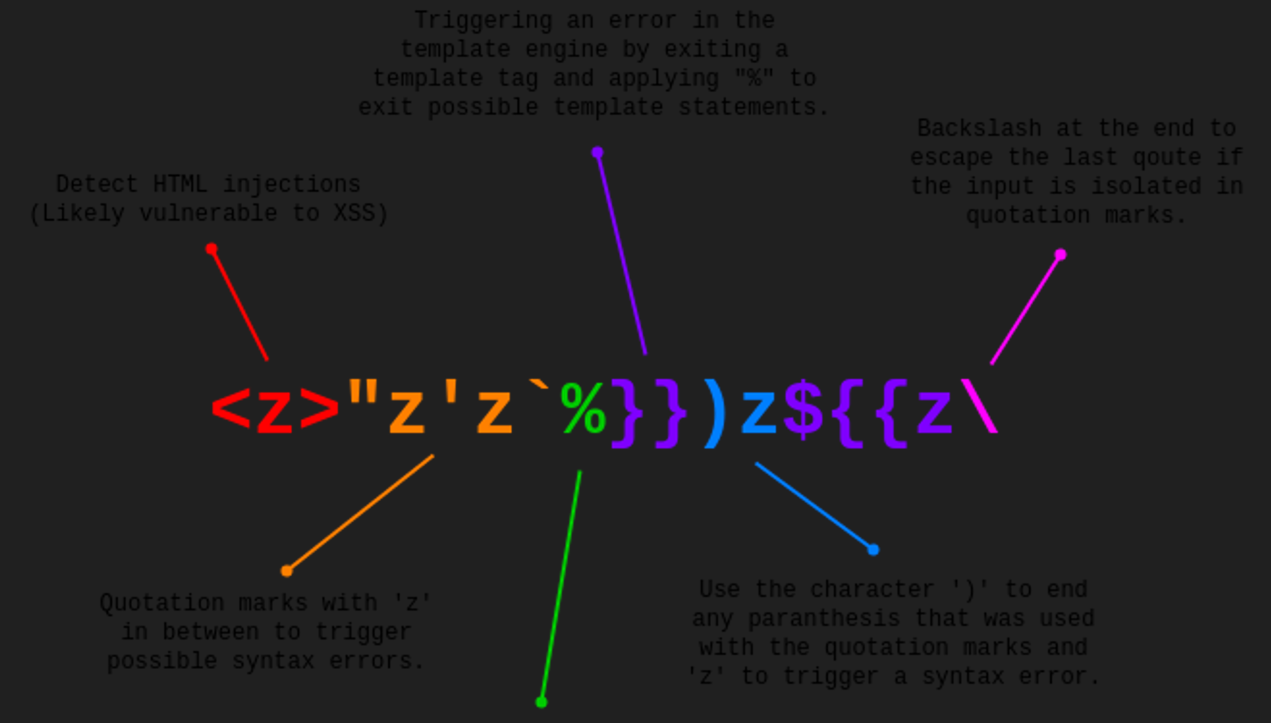 Triggering an error in the
template engine by exiting a
template tag and applying "%" to
exit possible template statements.
Backslash at the end to
escape the last qoute if
the input is isolated in
quotation marks.
Detect HTML injections
(Likely vulnerable to XSS)
<z>"z'z`%}})z${{z\
Quotation marks with 'z'
in between to trigger
possible syntax errors.
Use the character ')' to end
any paranthesis that was used
with the quotation marks and
'z' to trigger a syntax error.